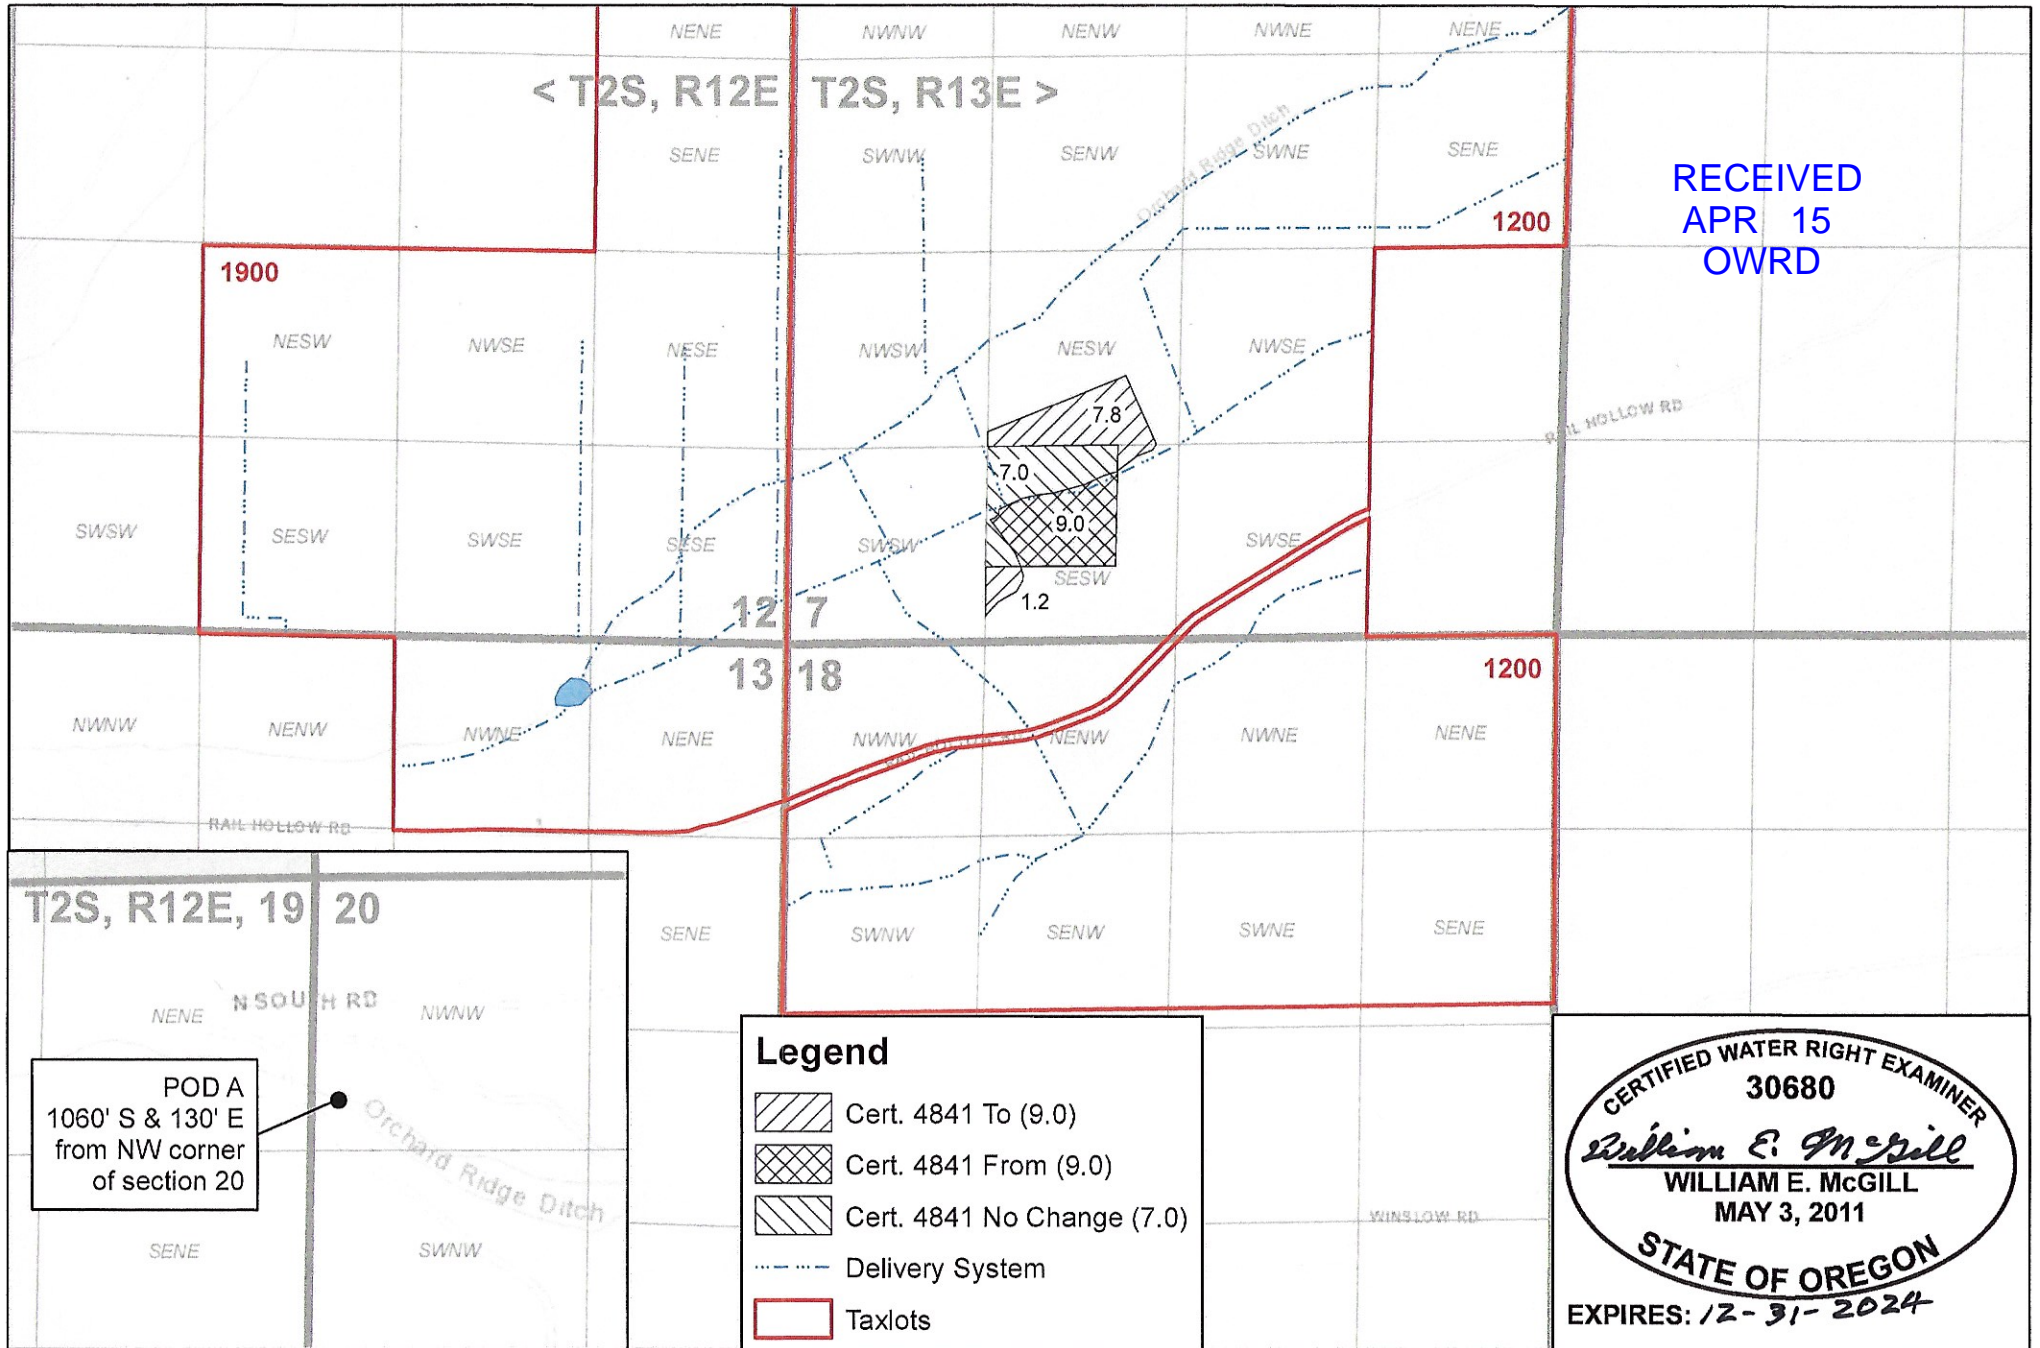 NENE NWNW NENW NWNE NENE
< T2S, R12E T2S, R13E >
SENE SWNW SENW SWNE SENE
Orchard Ridge Ditch
RECEIVED
APR 15
OWRD
1200
1900
NESW NWSE NESE NWSW NESW NWSE
7.8
RAIL HOLLOW RD
7.0
9.0
SWSW SESW SWSE SESE SWSW SESW SWSE
1.2
12 7
13 18
1200
NWNW NENW NWNE NENE NWNW NENW NWNE NENE
RAIL HOLLOW RD
RAIL HOLLOW RD
SENE SWNW SENW SWNE SENE
T2S, R12E, 19 20
N SOUTH RD
NENE NWNW
POD A
1060' S & 130' E
from NW corner
of section 20
Orchard Ridge Ditch
SENE SWNW
Legend
Cert. 4841 To (9.0)
Cert. 4841 From (9.0)
Cert. 4841 No Change (7.0)
Delivery System
Taxlots
WINSLOW RD
CERTIFIED WATER RIGHT EXAMINER
30680
William E. McGill
WILLIAM E. McGILL
MAY 3, 2011
STATE OF OREGON
EXPIRES: 12-31-2024